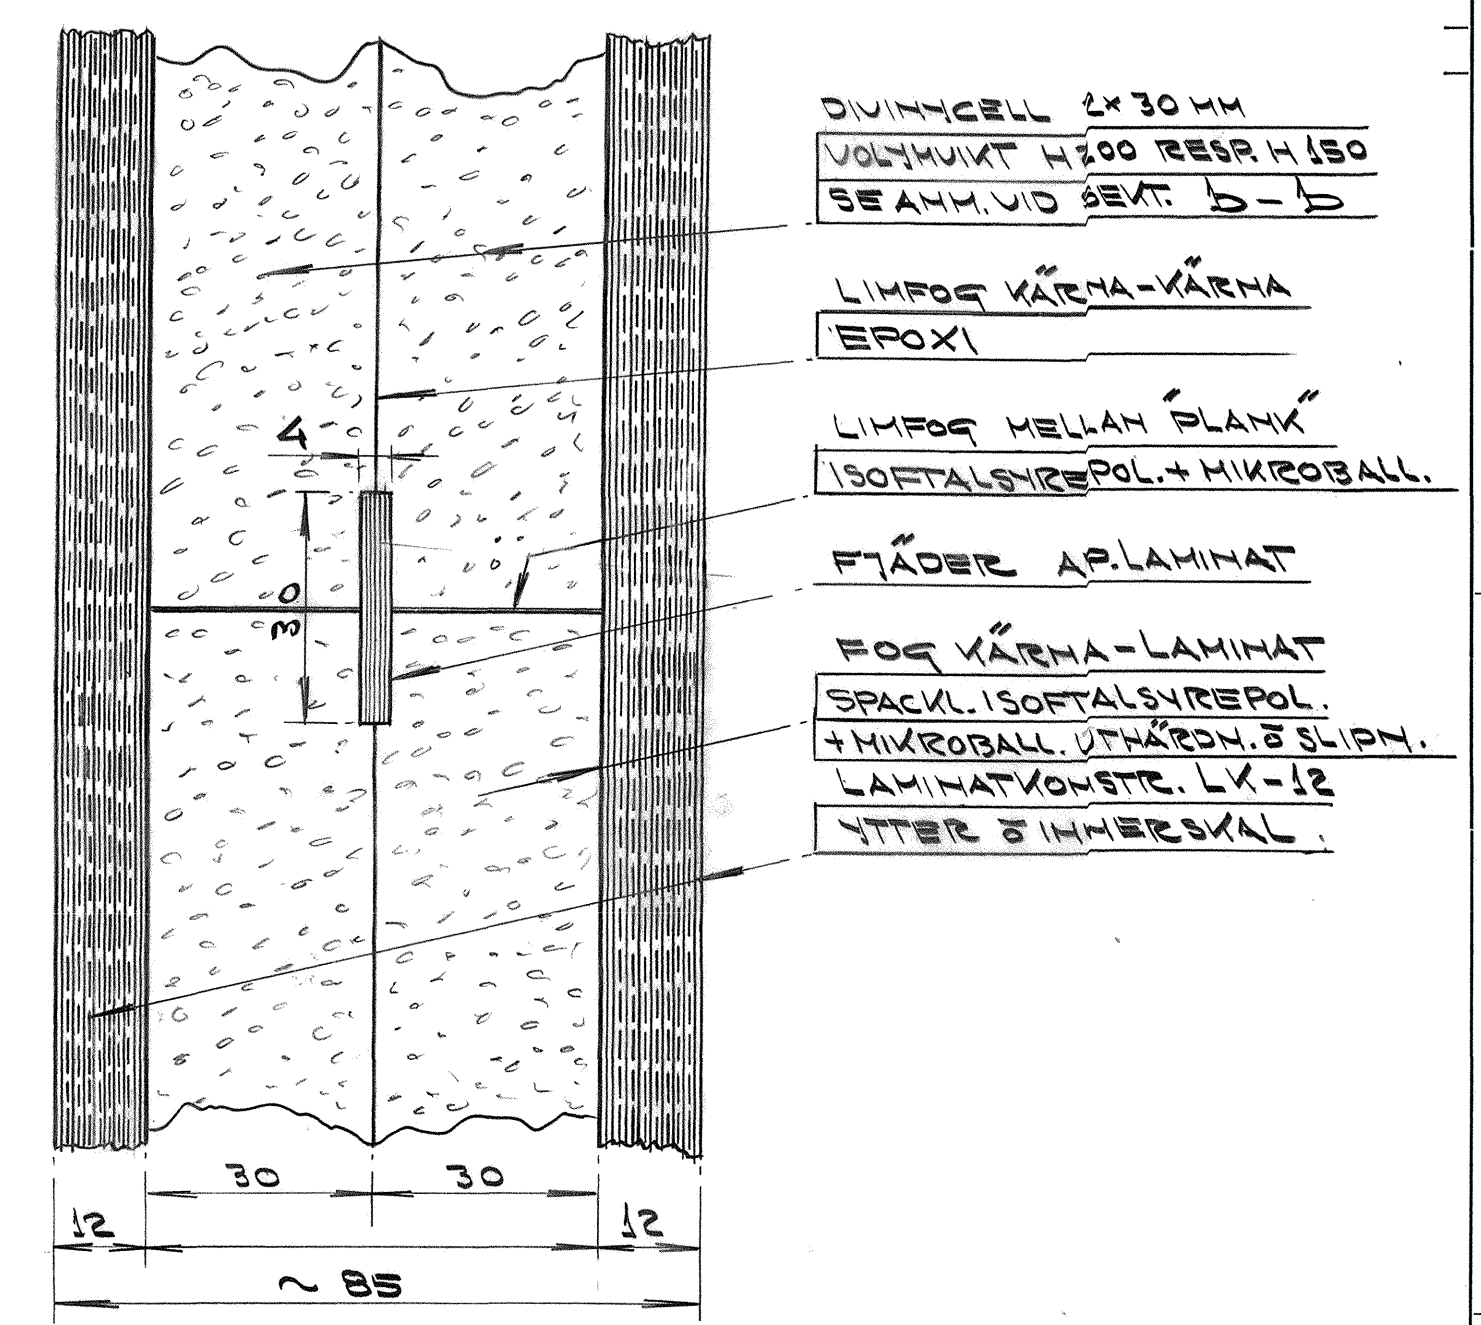 DIVINYCELL 2×30 MM
VOLYMVIKT H200 RESP. H150
SE ANM. VID SEKT. b-b
LIMFOG KÄRNA-KÄRNA
EPOXI
LIMFOG MELLAN "PLANK"
ISOFTALSYREPOL. + MIKROBALL.
FJÄDER AP. LAMINAT
FOG KÄRNA-LAMINAT
SPACKL. ISOFTALSYREPOL.
+ MIKROBALL. UTHÄRDN. O SLIPN.
LAMINATKONSTR. LK-12
YTTER O INNERSKAL.
4
30
30 30
12 12
~ 85